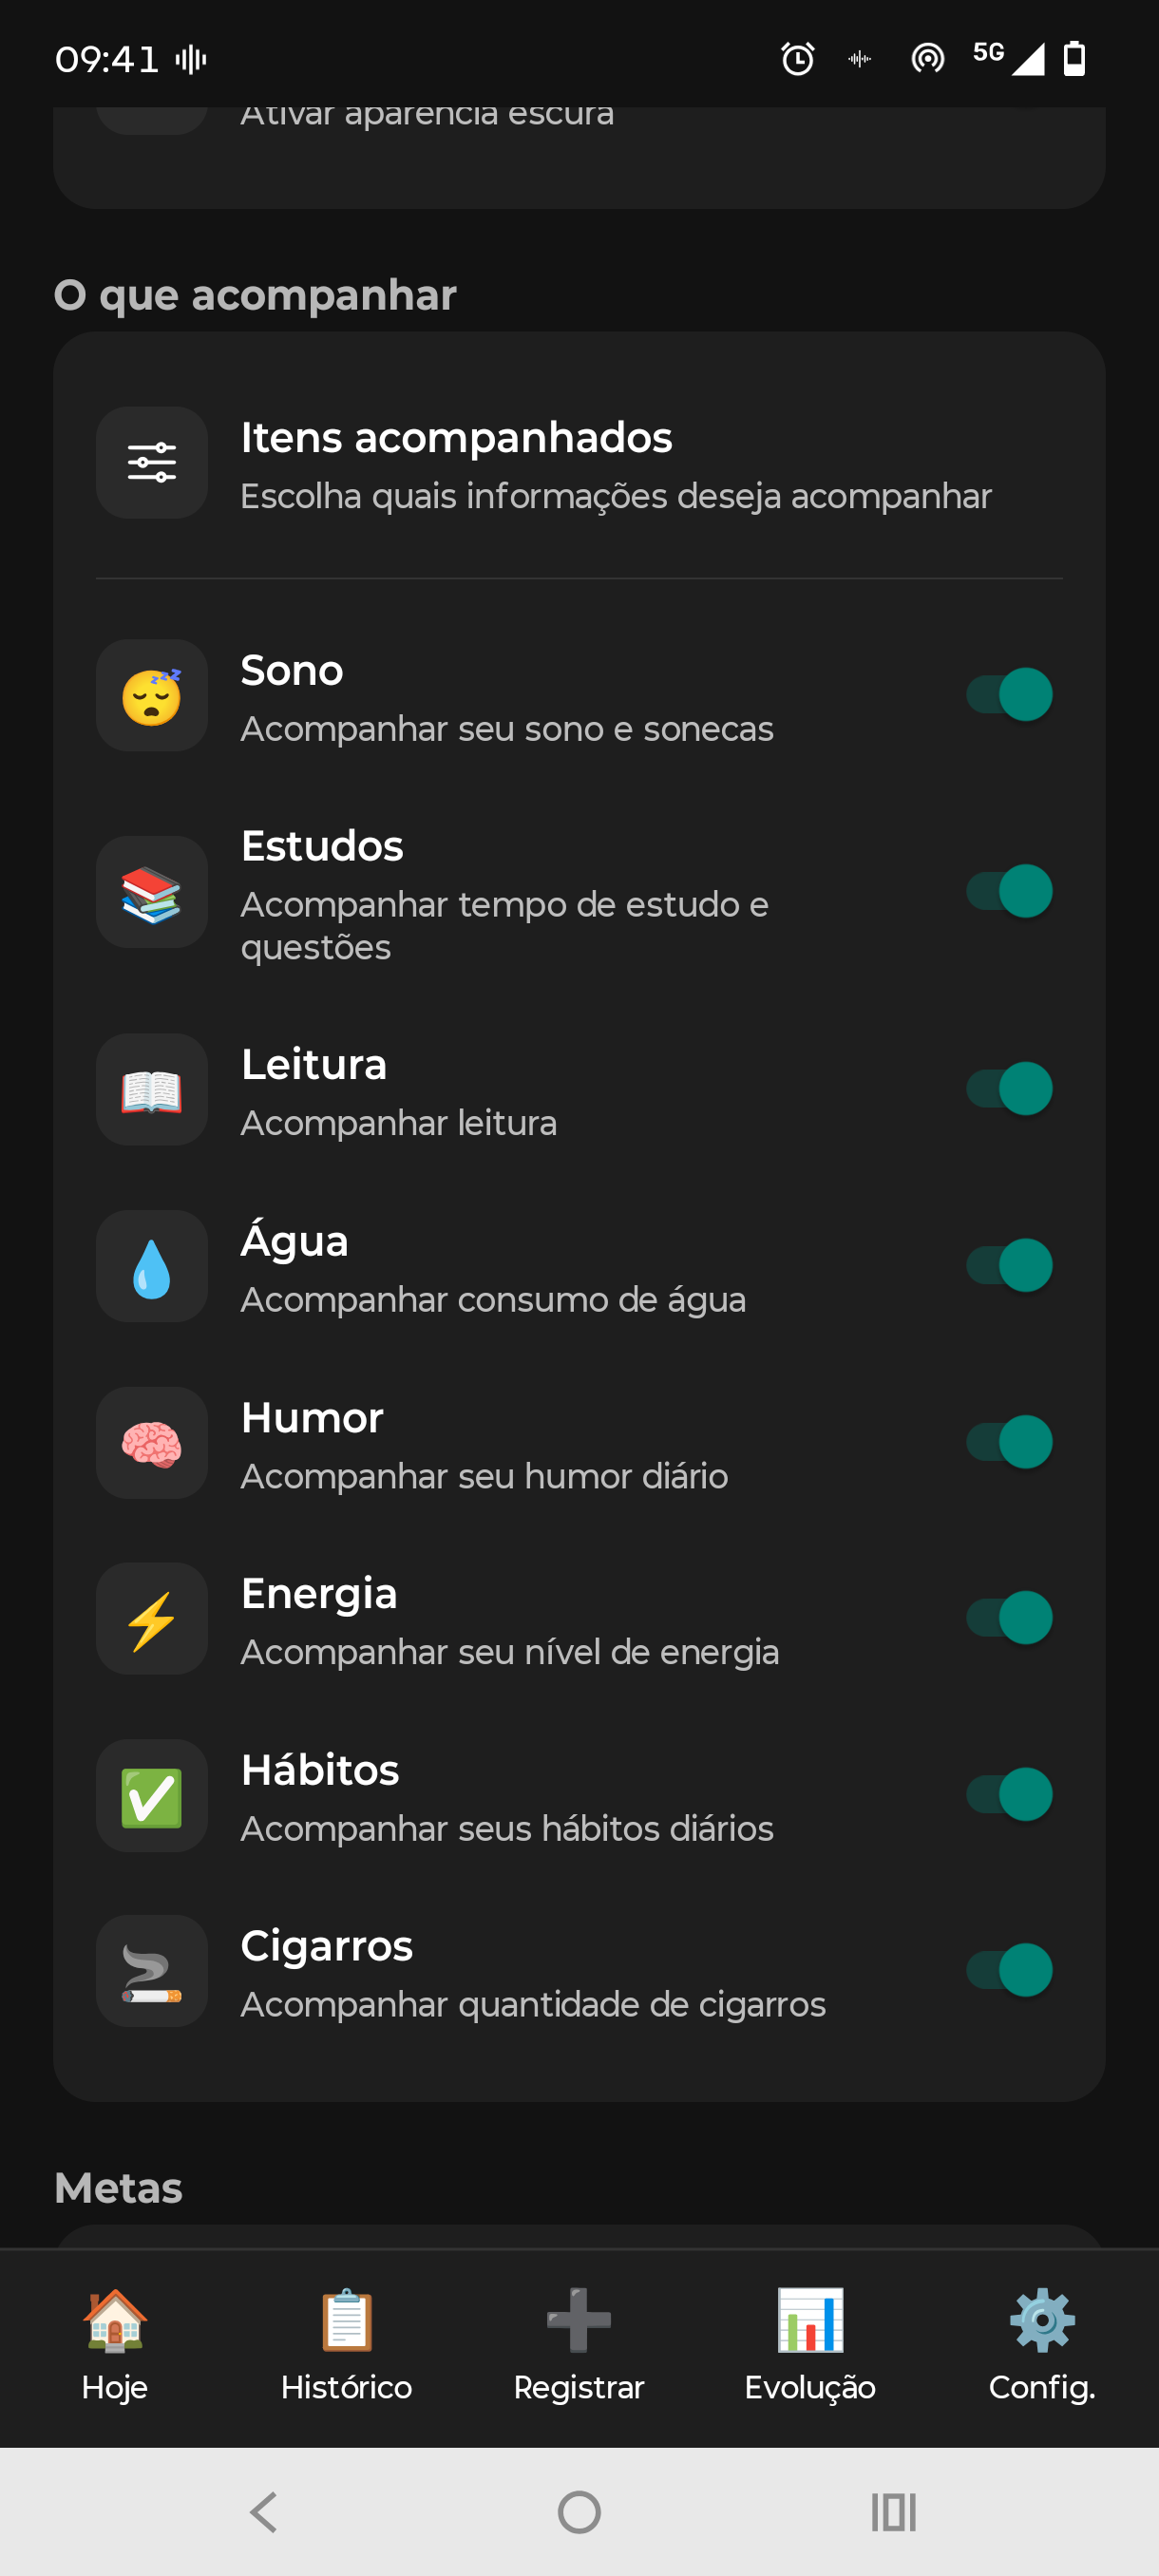 09:41
5G
Ativar aparência escura
O que acompanhar
Itens acompanhados
Escolha quais informações deseja acompanhar
Sono
Acompanhar seu sono e sonecas
Estudos
Acompanhar tempo de estudo e
questões
Leitura
Acompanhar leitura
Água
Acompanhar consumo de água
Humor
Acompanhar seu humor diário
Energia
Acompanhar seu nível de energia
Hábitos
Acompanhar seus hábitos diários
Cigarros
Acompanhar quantidade de cigarros
Metas
Hoje
Histórico
Registrar
Evolução
Config.